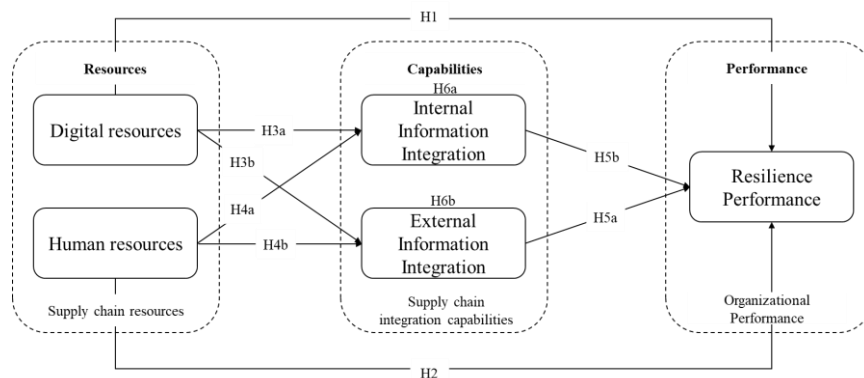 H1
Resources
Capabilities
Performance
H6a
Digital resources
H3a
Internal
Information
Integration
H3b
H5b
Resilience
Performance
H4a
H6b
H5a
Human resources
H4b
External
Information
Integration
Supply chain resources
Supply chain
integration capabilities
Organizational
Performance
H2